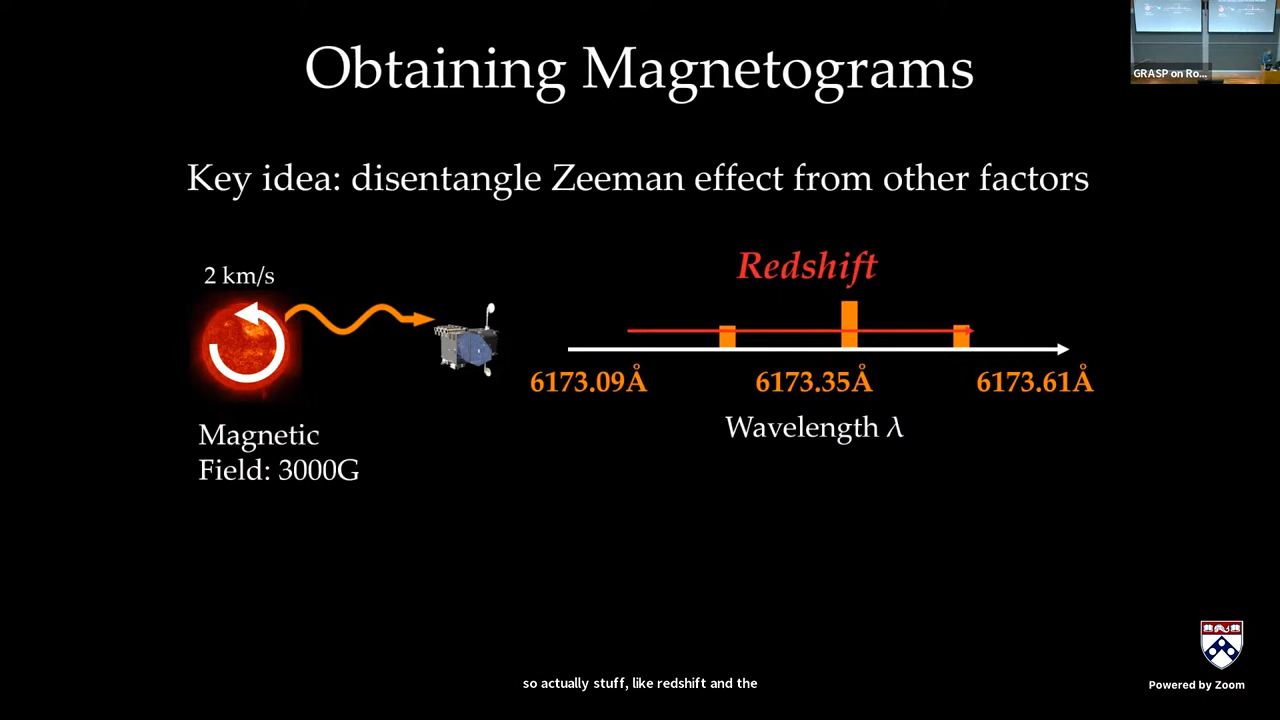 Obtaining Magnetograms
GRASP on Ro...
Key idea: disentangle Zeeman effect from other factors
2 km/s
Redshift
6173.09Å
6173.35Å
6173.61Å
Wavelength λ
Magnetic
Field: 3000G
so actually stuff, like redshift and the
Powered by Zoom